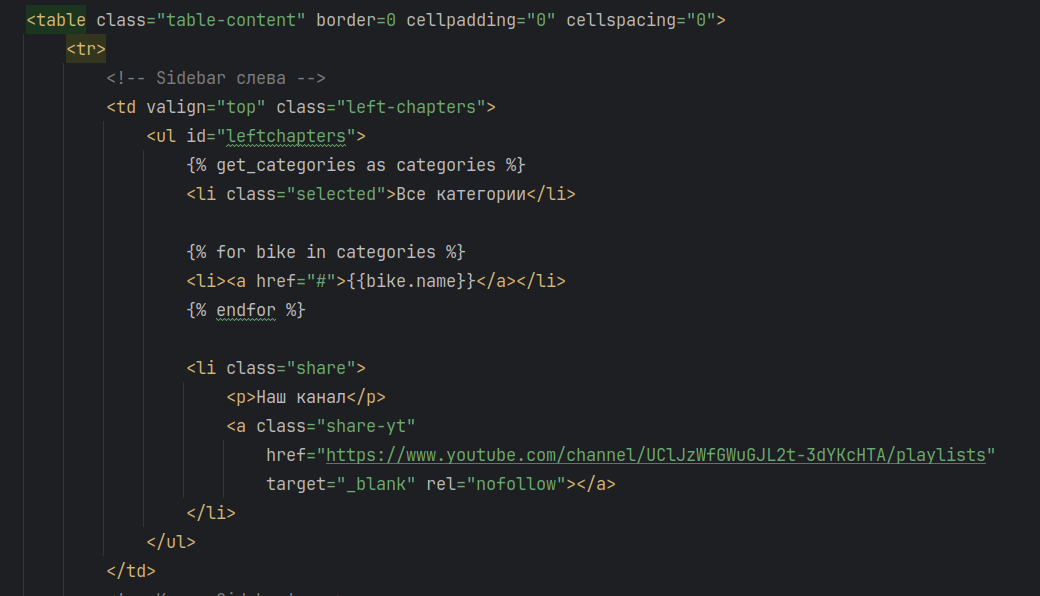 <table class="table-content" border=0 cellpadding="0" cellspacing="0">
<tr>
<!-- Sidebar слева -->
<td valign="top" class="left-chapters">
<ul id="leftchapters">
{% get_categories as categories %}
<li class="selected">Все категории</li>
{% for bike in categories %}
<li><a href="#">{{bike.name}}</a></li>
{% endfor %}
<li class="share">
<p>Наш канал</p>
<a class="share-yt"
href="https://www.youtube.com/channel/UClJzWfGWuGJL2t-3dYKcHTA/playlists"
target="_blank" rel="nofollow"></a>
</li>
</ul>
</td>